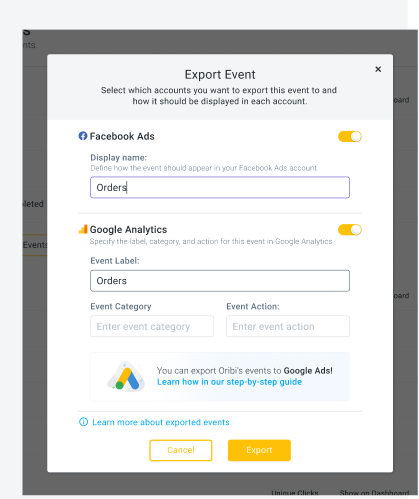 nts.
×
Export Event
Select which accounts you want to export this event to and
how it should be displayed in each account.
oard
Facebook Ads
Display name:
Define how the event should appear in your Facebook Ads account
Orders
leted
Google Analytics
Specify the label, category, and action for this event in Google Analytics
Events
Event Label:
Orders
oard
Event Category Event Action:
Enter event category Enter event action
You can export Oribi's events to Google Ads!
Learn how in our step-by-step guide
Learn more about exported events
Cancel Export
Unique Clicks Show on Dashboard